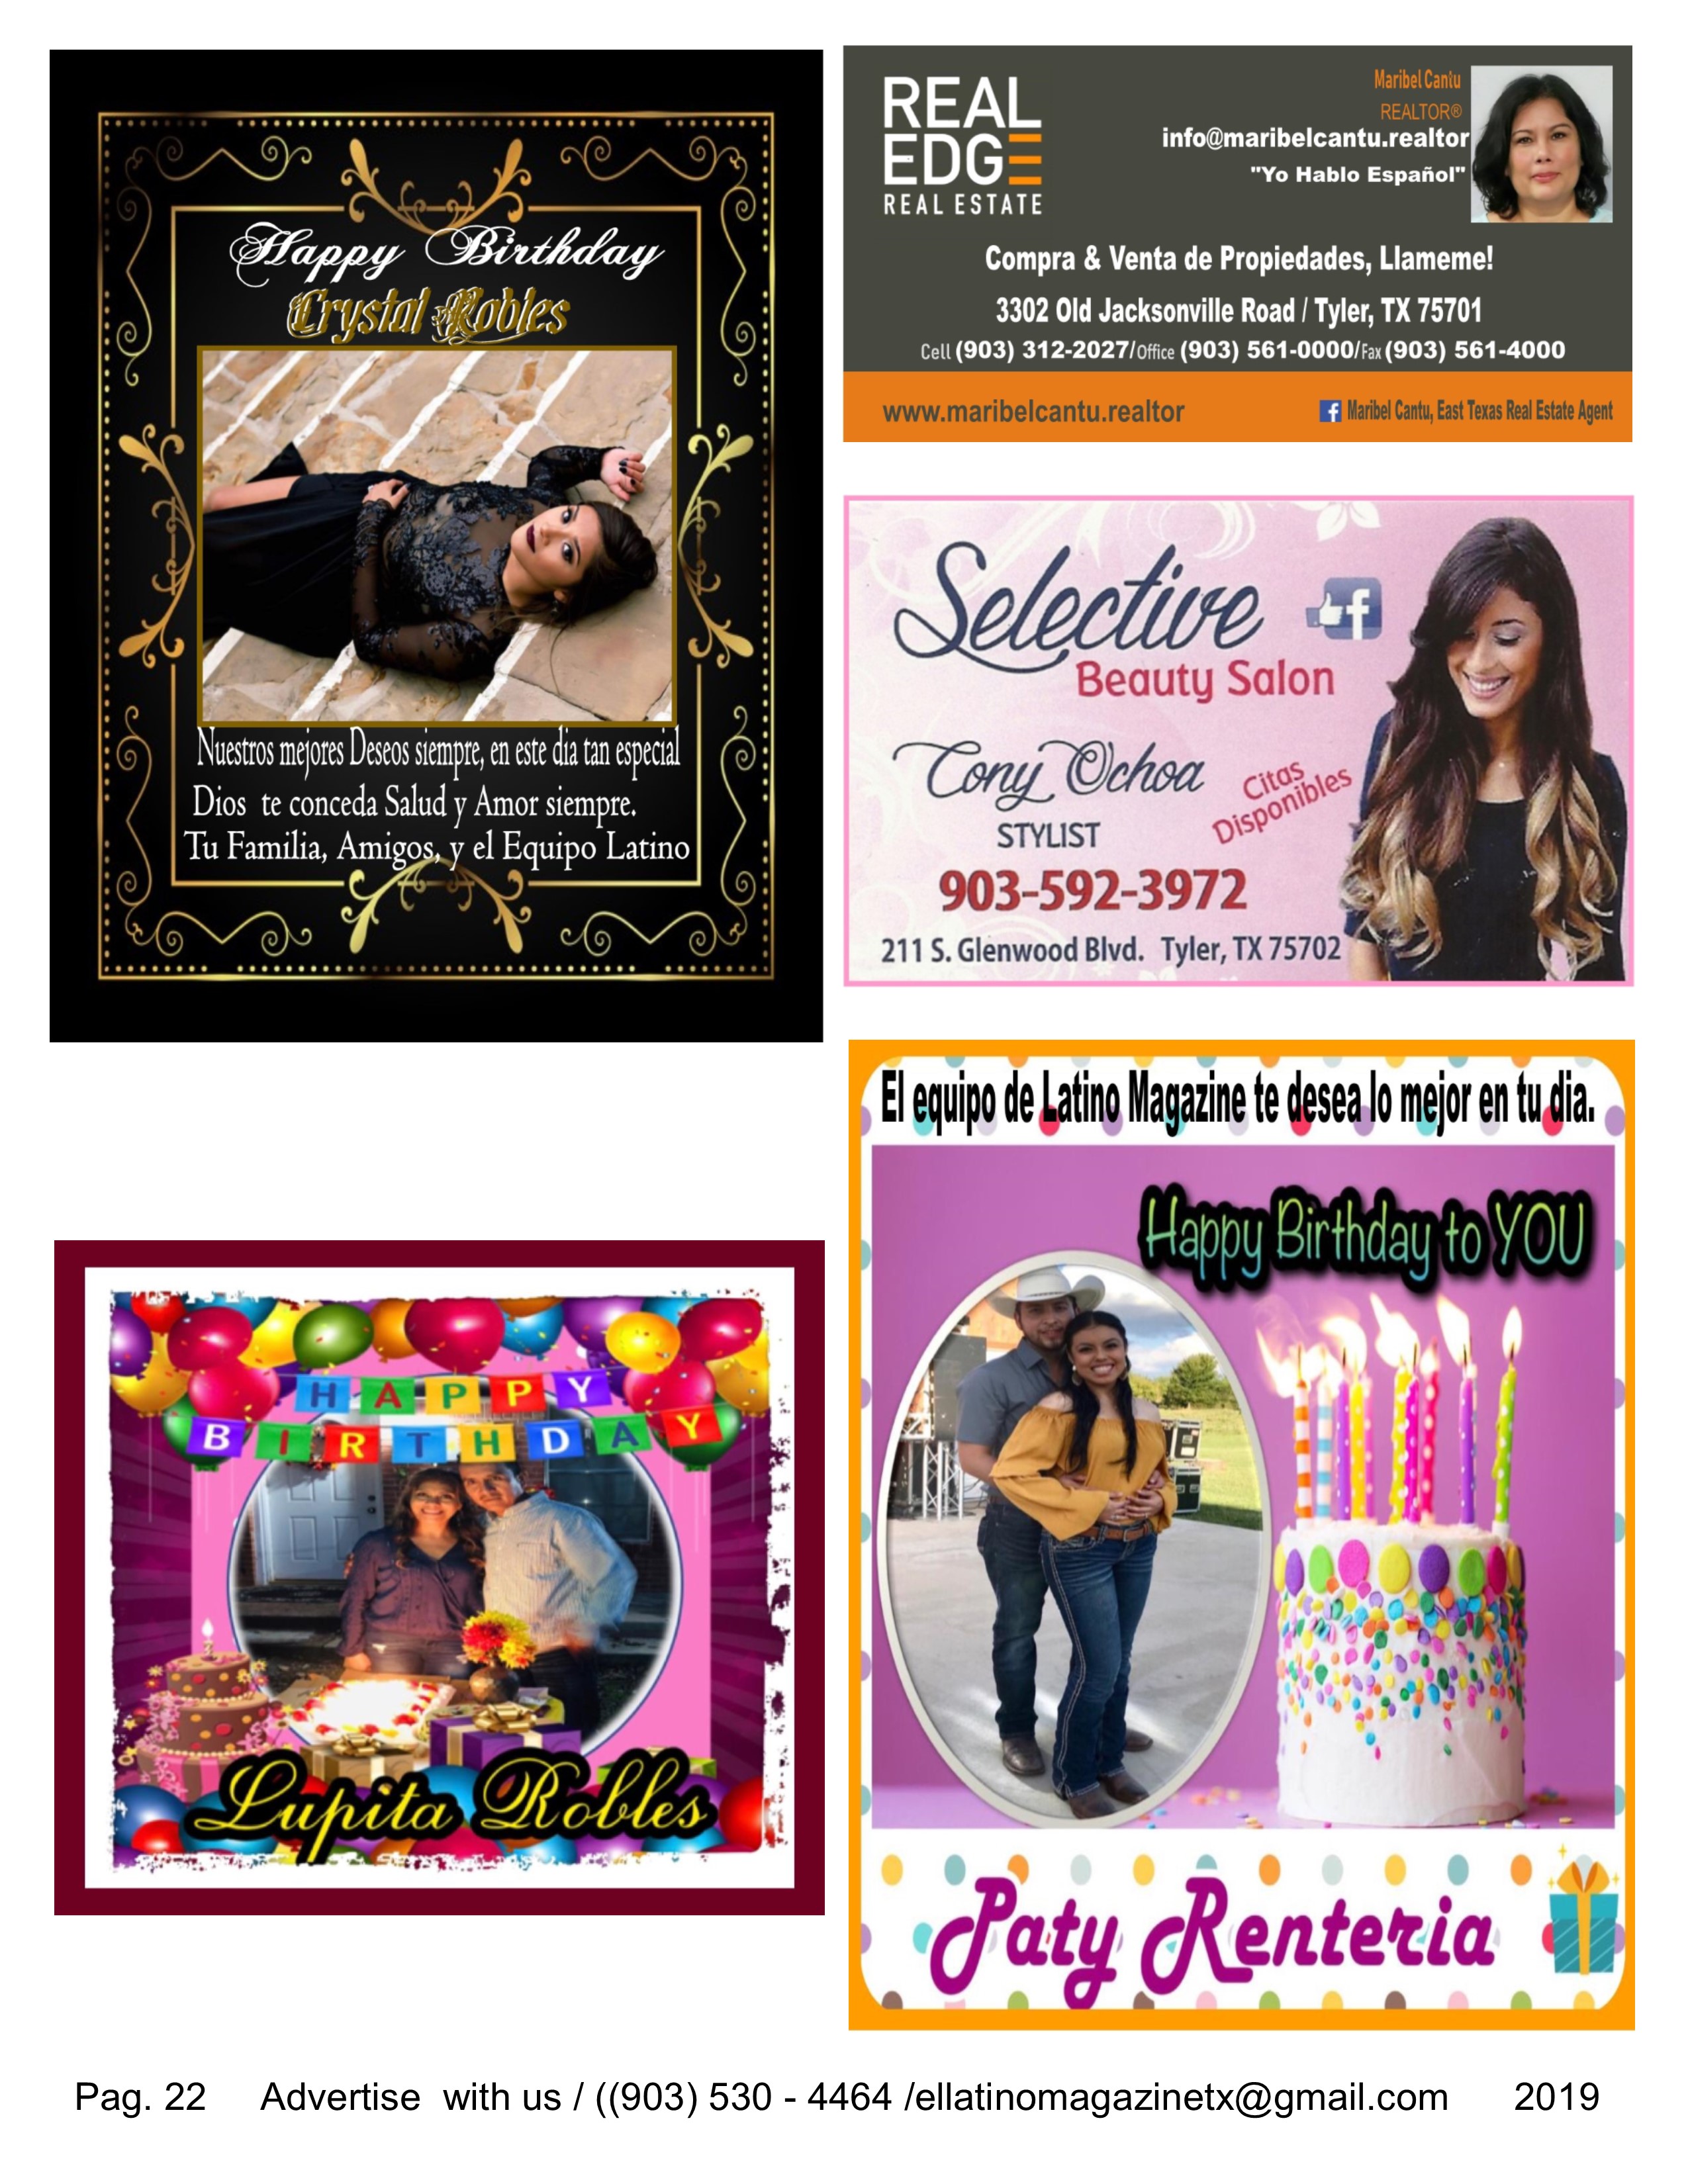 Happy Birthday
Crystal Robles
Nuestros mejores Deseos siempre, en este dia tan especial
Dios te conceda Salud y Amor siempre.
Tu Familia, Amigos, y el Equipo Latino
REAL
EDGE
REAL ESTATE
Maribel Cantu
REALTOR®
info@maribelcantu.realtor
"Yo Hablo Español"
Compra & Venta de Propiedades, Llameme!
3302 Old Jacksonville Road / Tyler, TX 75701
Cell (903) 312-2027/Office (903) 561-0000/Fax (903) 561-4000
www.maribelcantu.realtor
f Maribel Cantu, East Texas Real Estate Agent
Selective
f
Beauty Salon
Tony Ochoa
Citas
Disponibles
STYLIST
903-592-3972
211 S. Glenwood Blvd. Tyler, TX 75702
HAPPY
BIRTHDAY
Lupita Robles
El equipo de Latino Magazine te desea lo mejor en tu dia.
Happy Birthday to YOU
Paty Renteria
Pag. 22 Advertise with us / ((903) 530 - 4464 /ellatinomagazinetx@gmail.com 2019